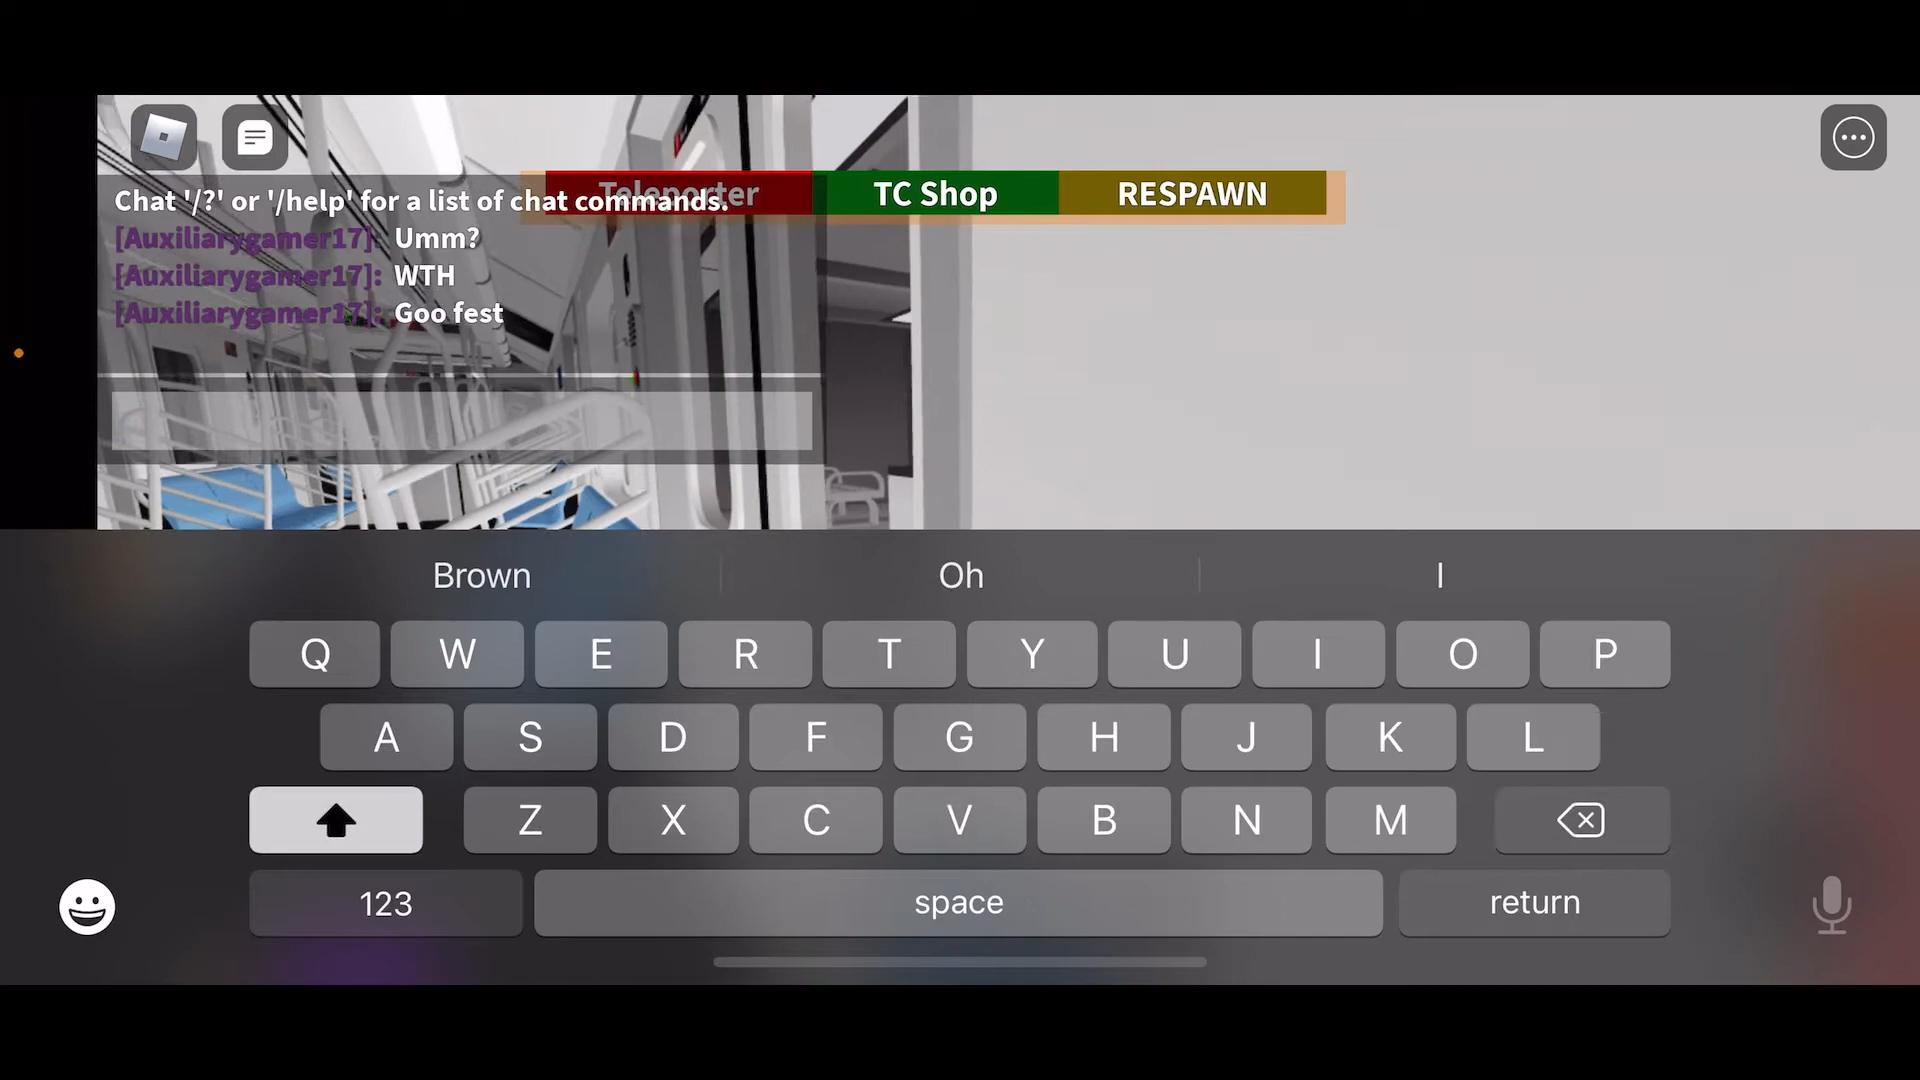 Teleporter TC Shop RESPAWN
Chat '/?' or '/help' for a list of chat commands.
[Auxiliarygamer17]: Umm?
[Auxiliarygamer17]: WTH
[Auxiliarygamer17]: Goo fest
Brown Oh I
Q W E R T Y U I O P
A S D F G H J K L
Z X C V B N M
123 space return